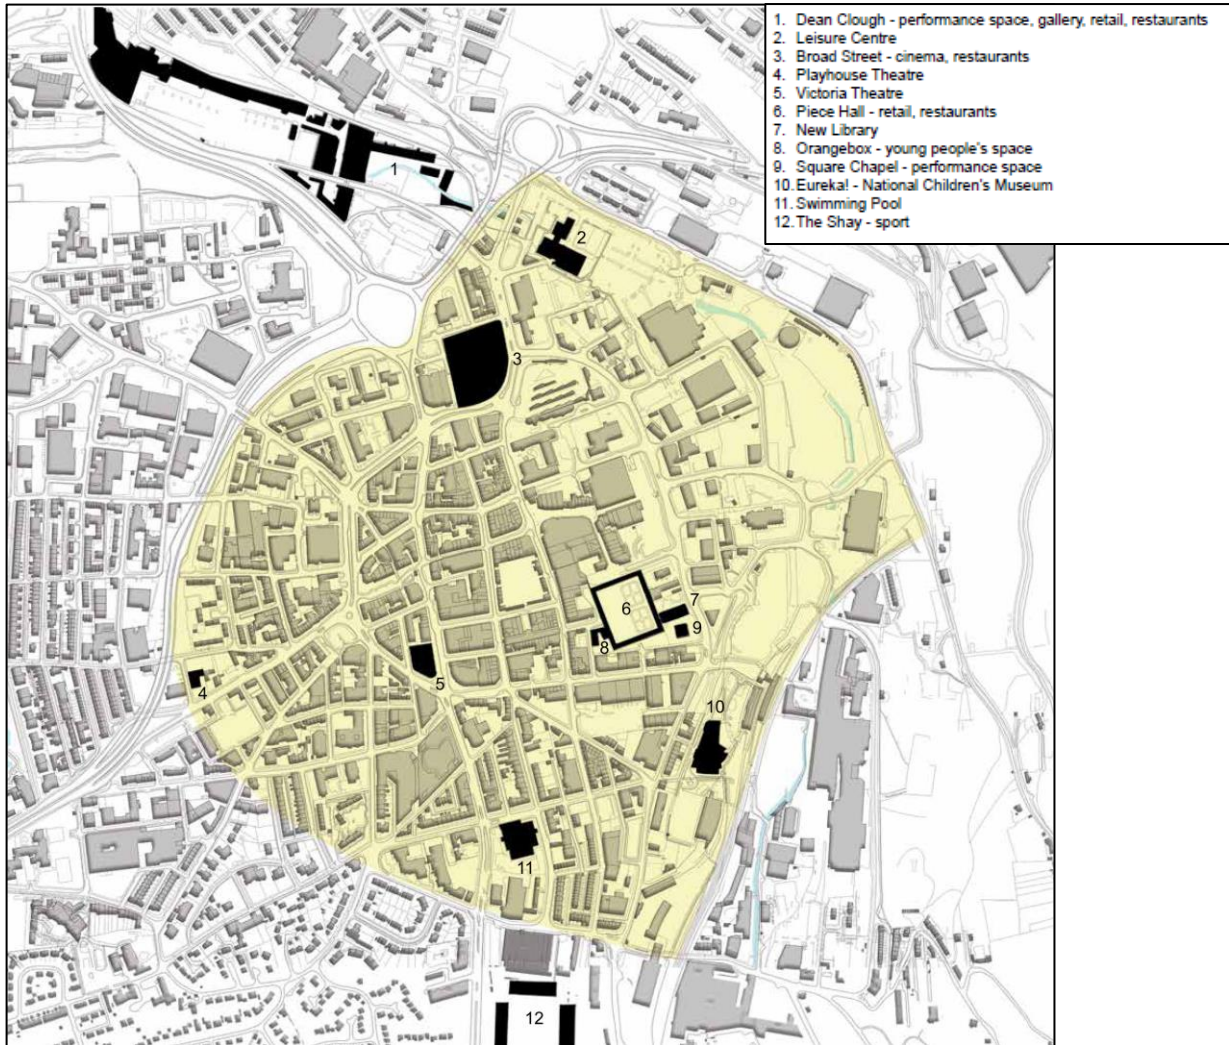 1. Dean Clough - performance space, gallery, retail, restaurants
2. Leisure Centre
3. Broad Street - cinema, restaurants
4. Playhouse Theatre
5. Victoria Theatre
6. Piece Hall - retail, restaurants
7. New Library
8. Orangebox - young people's space
9. Square Chapel - performance space
10. Eureka! - National Children's Museum
11. Swimming Pool
12. The Shay - sport
1
2
3
6
7
9
8
5
4
10
11
12